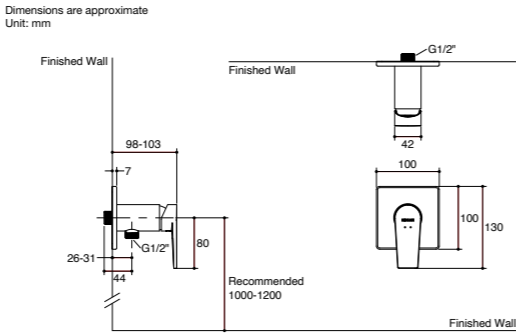 Dimensions are approximate
Unit: mm
Finished Wall
G1/2"
Finished Wall
98-103
42
7
100
100
130
80
G1/2"
26-31
44
Recommended
1000-1200
Finished Wall